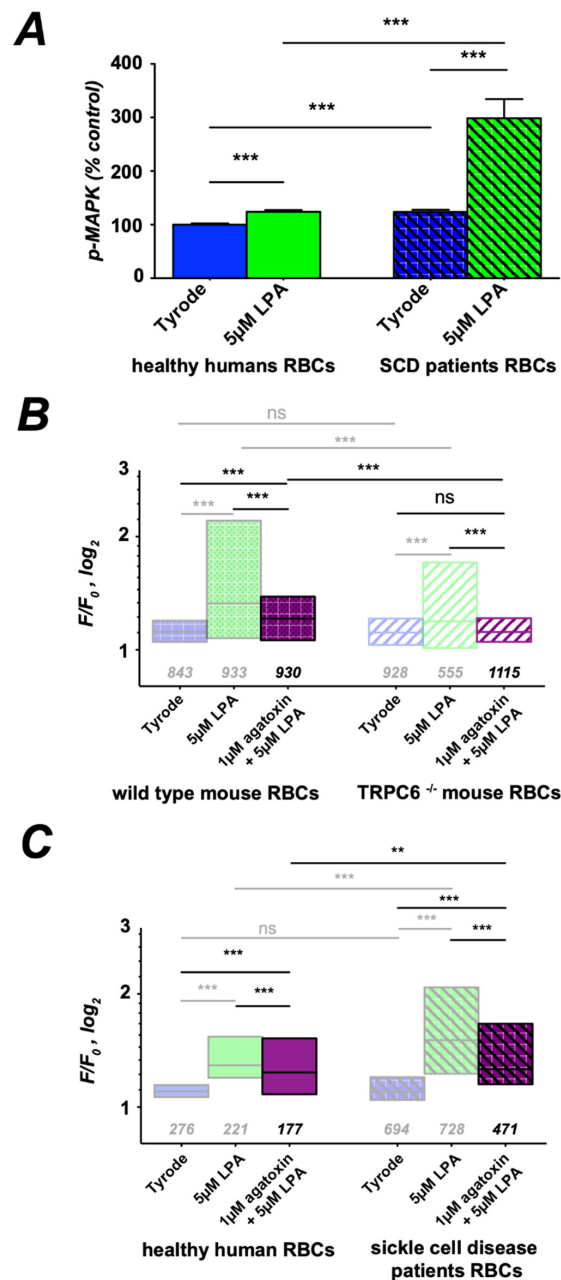 A
***
***
***
***
400
300
200
100
0
p-MAPK (% control)
Tyrode
5µM LPA
Tyrode
5µM LPA
healthy humans RBCs
SCD patients RBCs
B
ns
***
***
***
***
***
ns
***
***
3
2
1
F/F0 , log2
843
933
930
928
555
1115
Tyrode
5µM LPA
1µM agatoxin
+ 5µM LPA
Tyrode
5µM LPA
1µM agatoxin
+ 5µM LPA
wild type mouse RBCs
TRPC6 -/- mouse RBCs
C
**
***
***
***
ns
***
***
***
***
3
2
1
F/F0 , log2
276
221
177
694
728
471
Tyrode
5µM LPA
1µM agatoxin
+ 5µM LPA
Tyrode
5µM LPA
1µM agatoxin
+ 5µM LPA
healthy human RBCs
sickle cell disease
patients RBCs